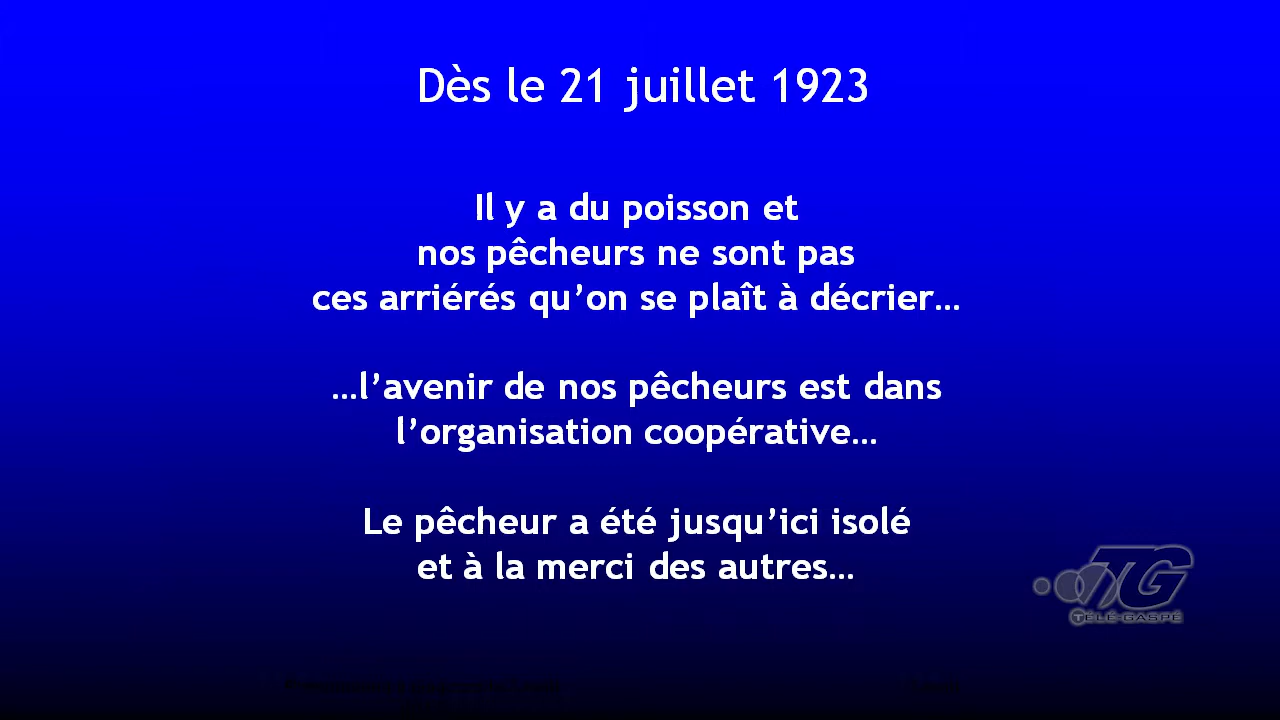 Dès le 21 juillet 1923
Il y a du poisson et
nos pêcheurs ne sont pas
ces arriérés qu’on se plaît à décrier…
…l’avenir de nos pêcheurs est dans
l’organisation coopérative…
Le pêcheur a été jusqu’ici isolé
et à la merci des autres…
TG
TÉLÉ-GASPÉ